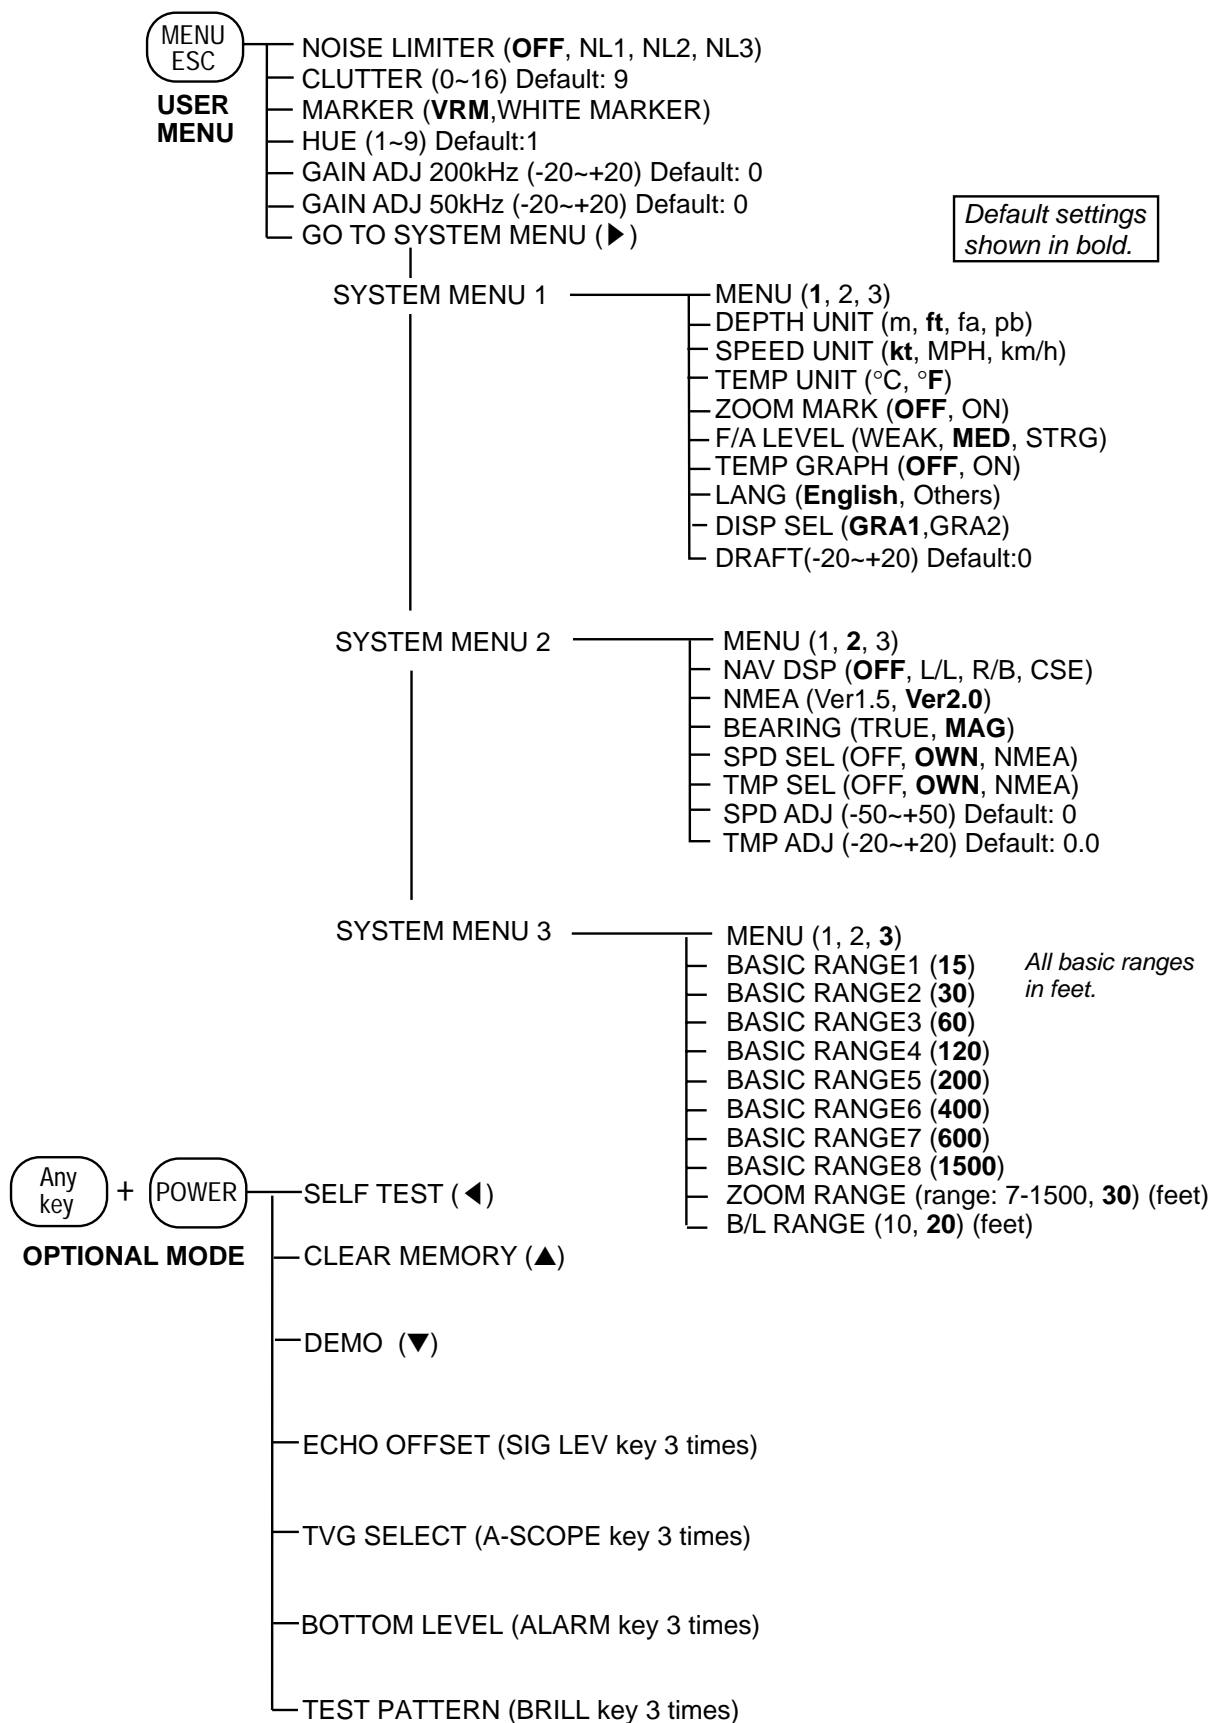 MENU
ESC
USER
MENU
NOISE LIMITER (OFF, NL1, NL2, NL3)
CLUTTER (0~16) Default: 9
MARKER (VRM,WHITE MARKER)
HUE (1~9) Default:1
GAIN ADJ 200kHz (-20~+20) Default: 0
GAIN ADJ 50kHz (-20~+20) Default: 0
GO TO SYSTEM MENU (▶)
Default settings
shown in bold.
SYSTEM MENU 1
MENU (1, 2, 3)
DEPTH UNIT (m, ft, fa, pb)
SPEED UNIT (kt, MPH, km/h)
TEMP UNIT (°C, °F)
ZOOM MARK (OFF, ON)
F/A LEVEL (WEAK, MED, STRG)
TEMP GRAPH (OFF, ON)
LANG (English, Others)
DISP SEL (GRA1,GRA2)
DRAFT(-20~+20) Default:0
SYSTEM MENU 2
MENU (1, 2, 3)
NAV DSP (OFF, L/L, R/B, CSE)
NMEA (Ver1.5, Ver2.0)
BEARING (TRUE, MAG)
SPD SEL (OFF, OWN, NMEA)
TMP SEL (OFF, OWN, NMEA)
SPD ADJ (-50~+50) Default: 0
TMP ADJ (-20~+20) Default: 0.0
SYSTEM MENU 3
MENU (1, 2, 3)
BASIC RANGE1 (15)
BASIC RANGE2 (30)
BASIC RANGE3 (60)
BASIC RANGE4 (120)
BASIC RANGE5 (200)
BASIC RANGE6 (400)
BASIC RANGE7 (600)
BASIC RANGE8 (1500)
ZOOM RANGE (range: 7-1500, 30) (feet)
B/L RANGE (10, 20) (feet)
All basic ranges
in feet.
Any
key
+
POWER
OPTIONAL MODE
SELF TEST (◀)
CLEAR MEMORY (▲)
DEMO (▼)
ECHO OFFSET (SIG LEV key 3 times)
TVG SELECT (A-SCOPE key 3 times)
BOTTOM LEVEL (ALARM key 3 times)
TEST PATTERN (BRILL key 3 times)